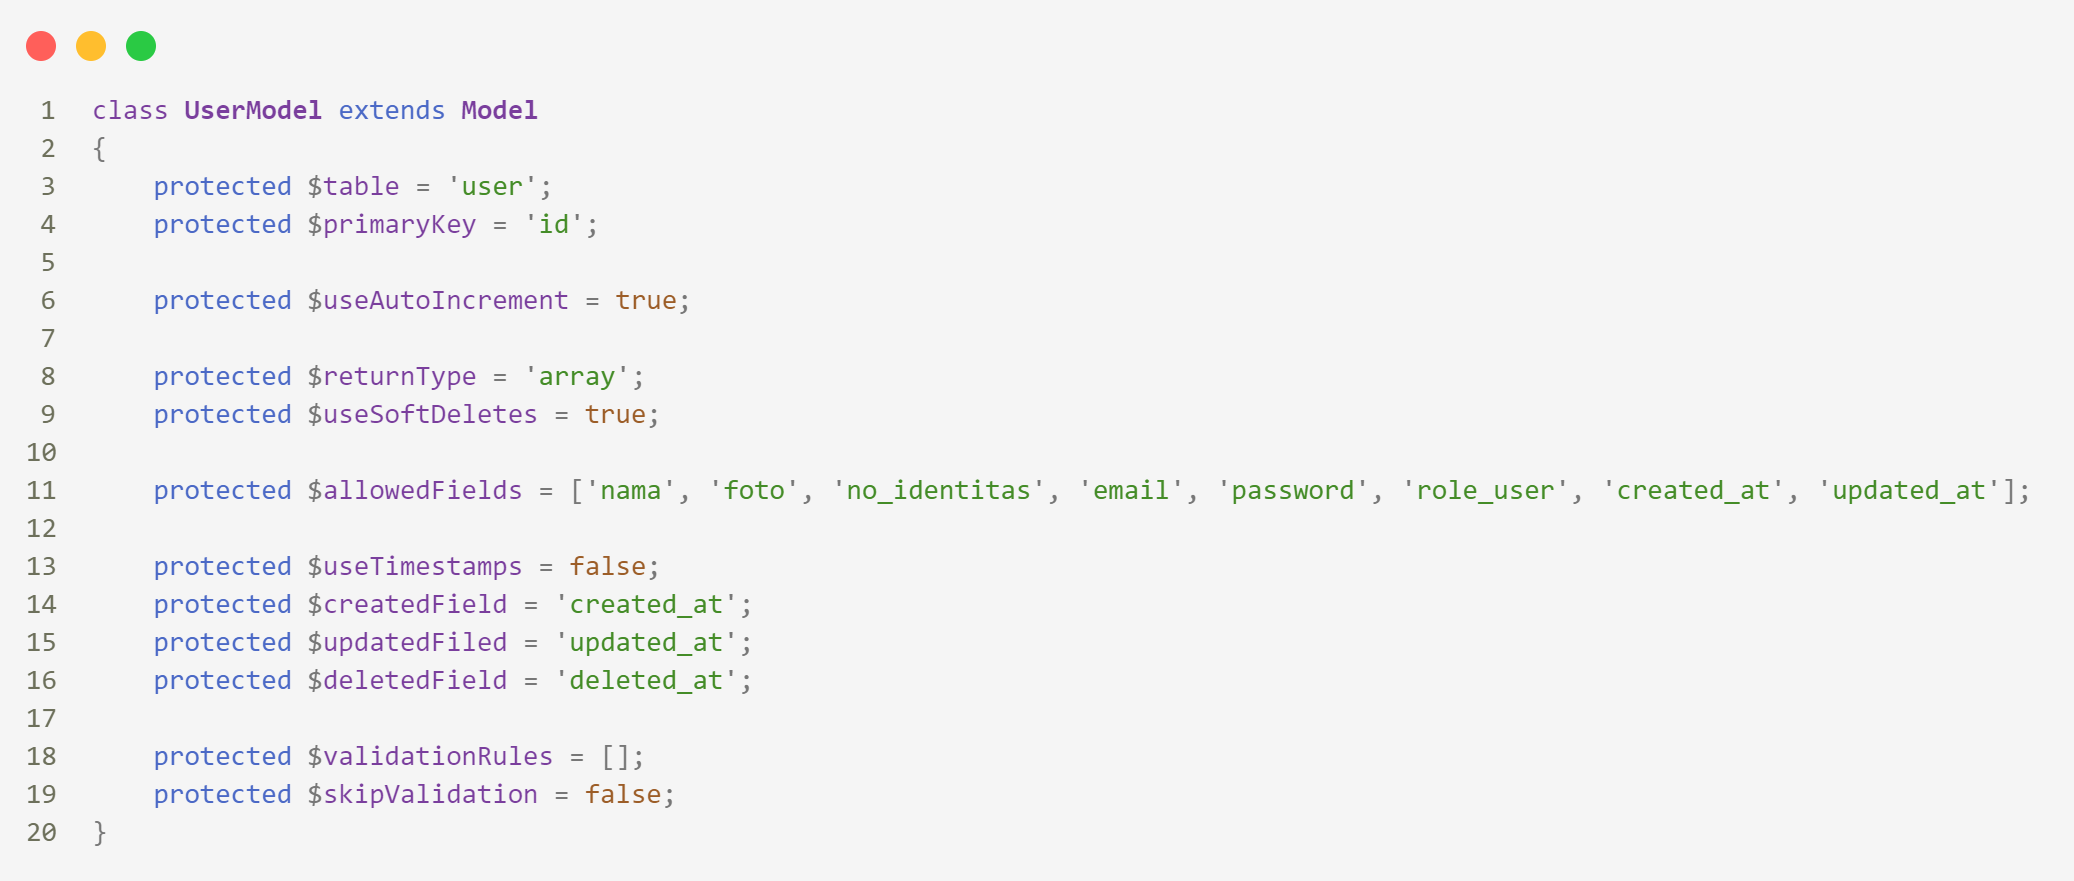 1 class UserModel extends Model
2 {
3     protected $table = 'user';
4     protected $primaryKey = 'id';
5
6     protected $useAutoIncrement = true;
7
8     protected $returnType = 'array';
9     protected $useSoftDeletes = true;
10
11     protected $allowedFields = ['nama', 'foto', 'no_identitas', 'email', 'password', 'role_user', 'created_at', 'updated_at'];
12
13     protected $useTimestamps = false;
14     protected $createdField = 'created_at';
15     protected $updatedFiled = 'updated_at';
16     protected $deletedField = 'deleted_at';
17
18     protected $validationRules = [];
19     protected $skipValidation = false;
20 }